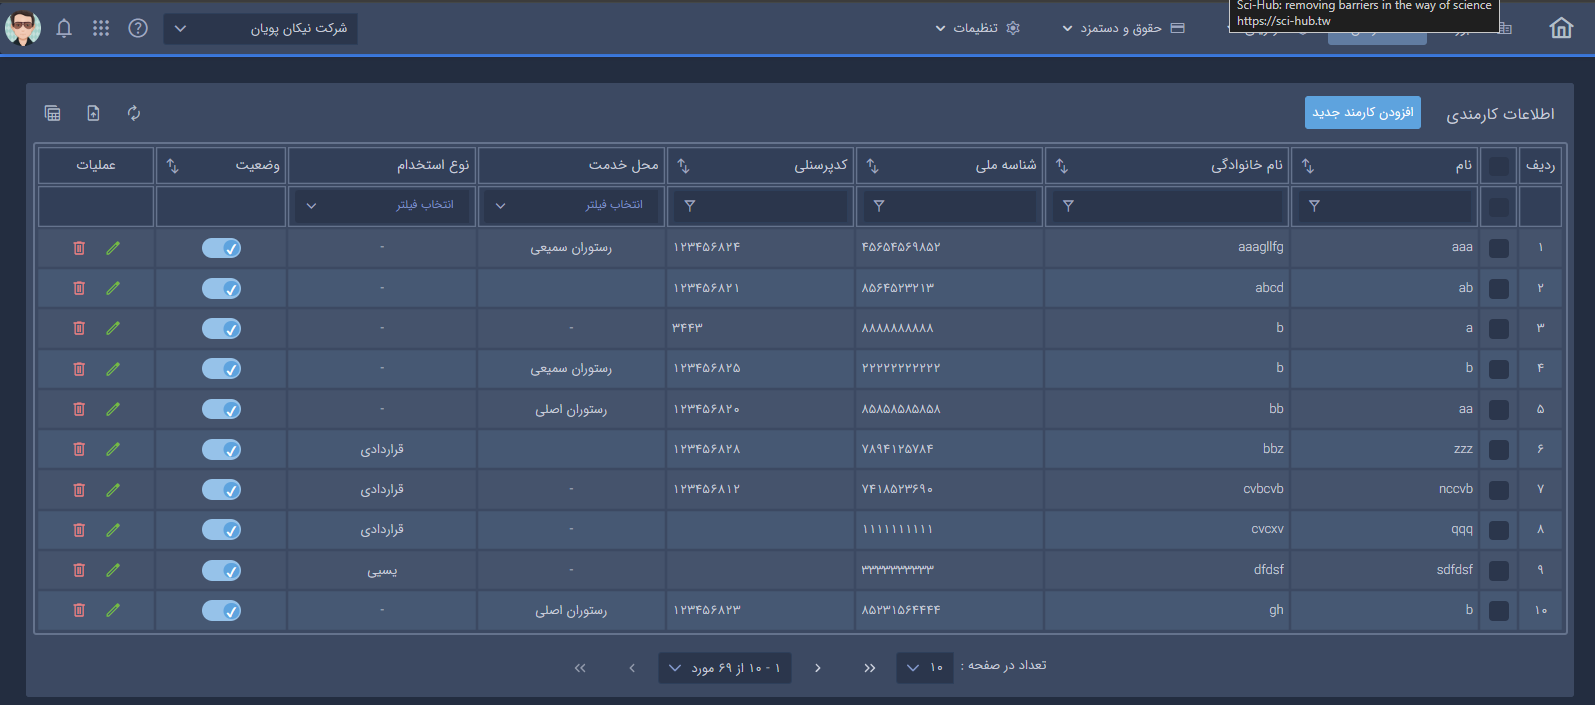 Sci-Hub: removing barriers in the way of science
https://sci-hub.tw
حقوق و دستمزد
تنظیمات
شرکت نیکان پویان
اطلاعات کارمندی
افزودن کارمند جدید
ردیف نام نام خانوادگی شناسه ملی کدپرسنلی محل خدمت نوع استخدام وضعیت عملیات
انتخاب فیلتر انتخاب فیلتر
۱ aaa aaagllfg ۴۵۶۵۴۵۶۹۸۵۲ ۱۲۳۴۵۶۸۲۴ رستوران سمیعی -
۲ ab abcd ۸۵۶۴۵۲۳۲۱۳ ۱۲۳۴۵۶۸۲۱ -
۳ a b ۸۸۸۸۸۸۸۸۸۸ ۳۴۴۳ - -
۴ b b ۲۲۲۲۲۲۲۲۲۲۲ ۱۲۳۴۵۶۸۲۵ رستوران سمیعی -
۵ aa bb ۸۵۸۵۸۵۸۵۸۵۸ ۱۲۳۴۵۶۸۲۰ رستوران اصلی -
۶ zzz bbz ۷۸۹۴۱۲۵۷۸۴ ۱۲۳۴۵۶۸۲۸ قراردادی
۷ nccvb cvbcvb ۷۴۱۸۵۲۳۶۹۰ ۱۲۳۴۵۶۸۱۲ - قراردادی
۸ qqq cvcxv ۱۱۱۱۱۱۱۱۱۱ - قراردادی
۹ sdfdsf dfdsf ۳۳۳۳۳۳۳۳۳۳ - یسیی
۱۰ b gh ۸۵۲۳۱۵۶۴۴۴۴ ۱۲۳۴۵۶۸۲۳ رستوران اصلی -
تعداد در صفحه : ۱۰
۱ - ۱۰ از ۶۹ مورد